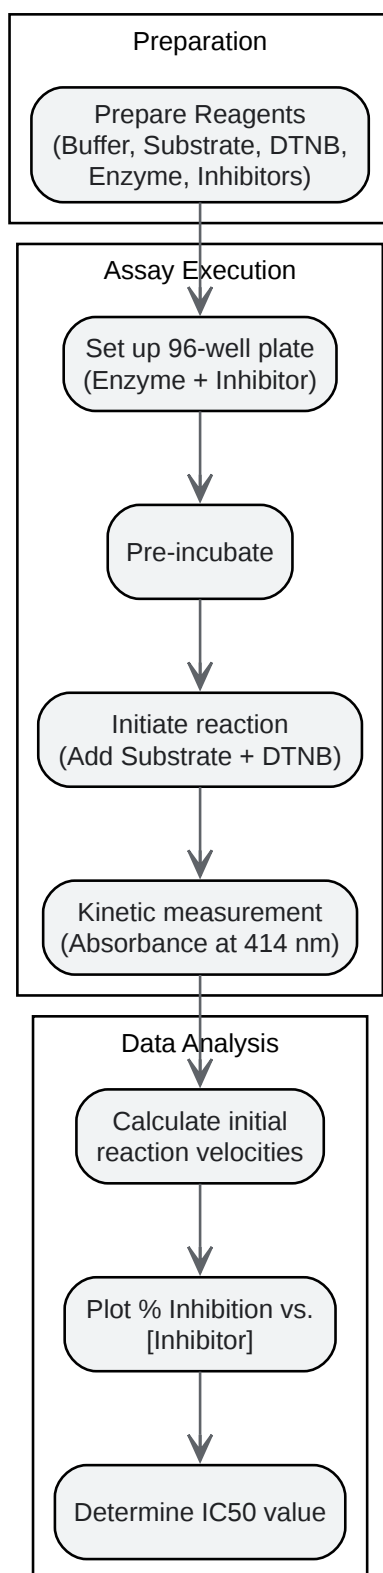 Preparation
Prepare Reagents
(Buffer, Substrate, DTNB,
Enzyme, Inhibitors)
Assay Execution
Set up 96-well plate
(Enzyme + Inhibitor)
Pre-incubate
Initiate reaction
(Add Substrate + DTNB)
Kinetic measurement
(Absorbance at 414 nm)
Data Analysis
Calculate initial
reaction velocities
Plot % Inhibition vs.
[Inhibitor]
Determine IC50 value